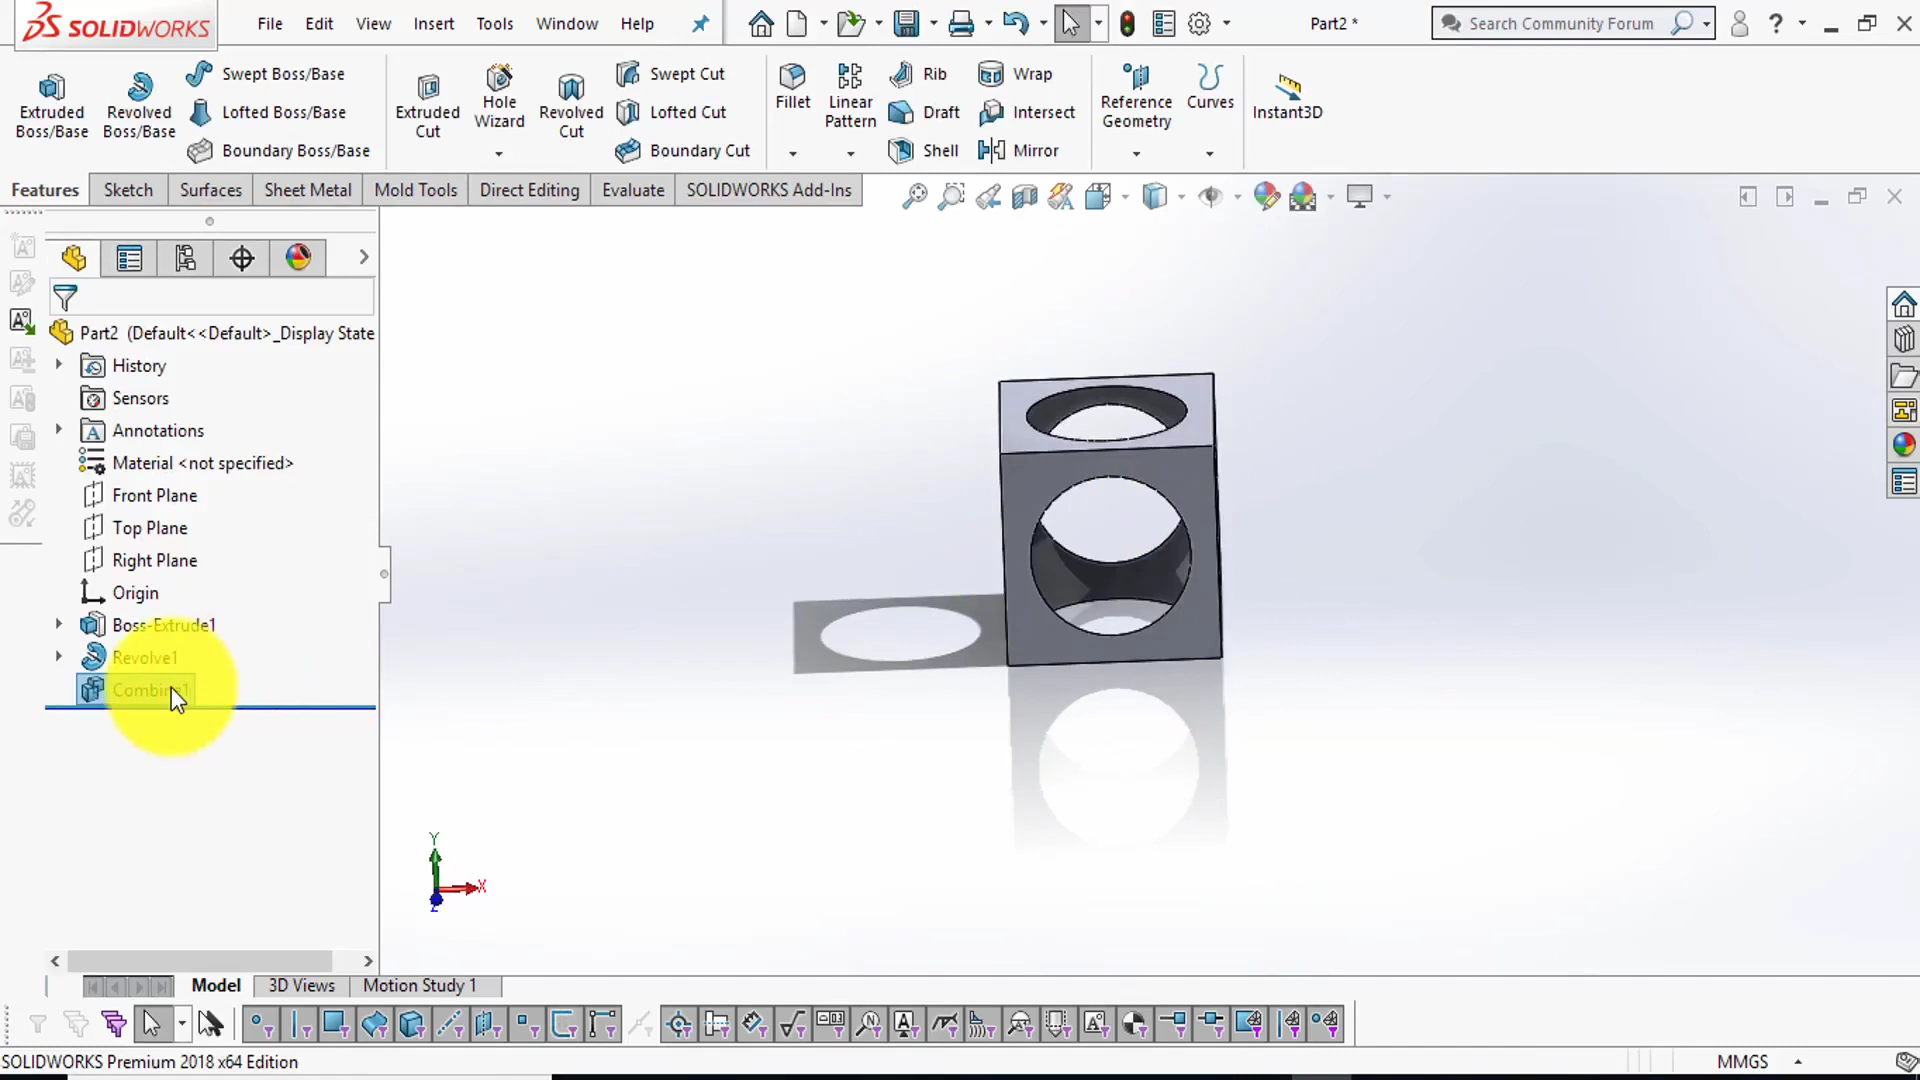 SOLIDWORKS
File Edit View Insert Tools Window Help
Part2 *
Search Community Forum
?
Extruded Boss/Base
Revolved Boss/Base
Swept Boss/Base
Lofted Boss/Base
Boundary Boss/Base
Extruded Cut
Hole Wizard
Revolved Cut
Swept Cut
Lofted Cut
Boundary Cut
Fillet
Linear Pattern
Rib
Draft
Shell
Wrap
Intersect
Mirror
Reference Geometry
Curves
Instant3D
Features Sketch Surfaces Sheet Metal Mold Tools Direct Editing Evaluate SOLIDWORKS Add-Ins
Part2 (Default<<Default>_Display State
History
Sensors
Annotations
Material <not specified>
Front Plane
Top Plane
Right Plane
Origin
Boss-Extrude1
Revolve1
Combine1
Y
X
Z
Model 3D Views Motion Study 1
SOLIDWORKS Premium 2018 x64 Edition
MMGS